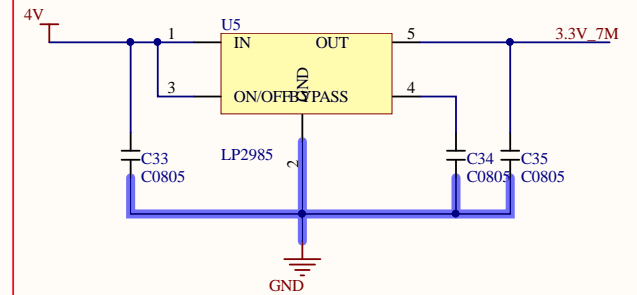 4V
U5
1 IN OUT 5 3.3V_7M
GND
3 ON/OFF BYPASS 4
LP2985
2
C33 C34 C35
C0805 C0805 C0805
GND